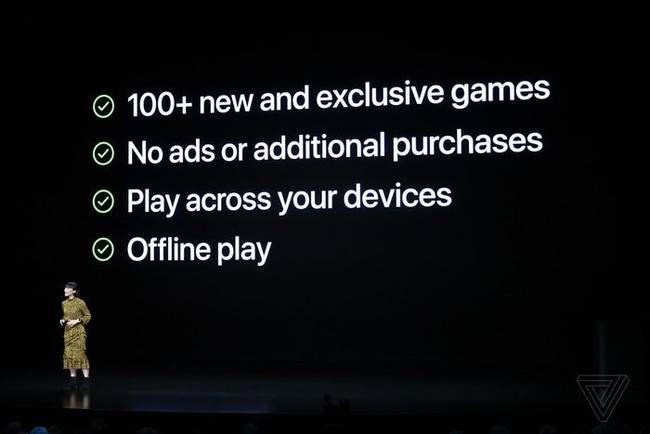 100+ new and exclusive games
No ads or additional purchases
Play across your devices
Offline play